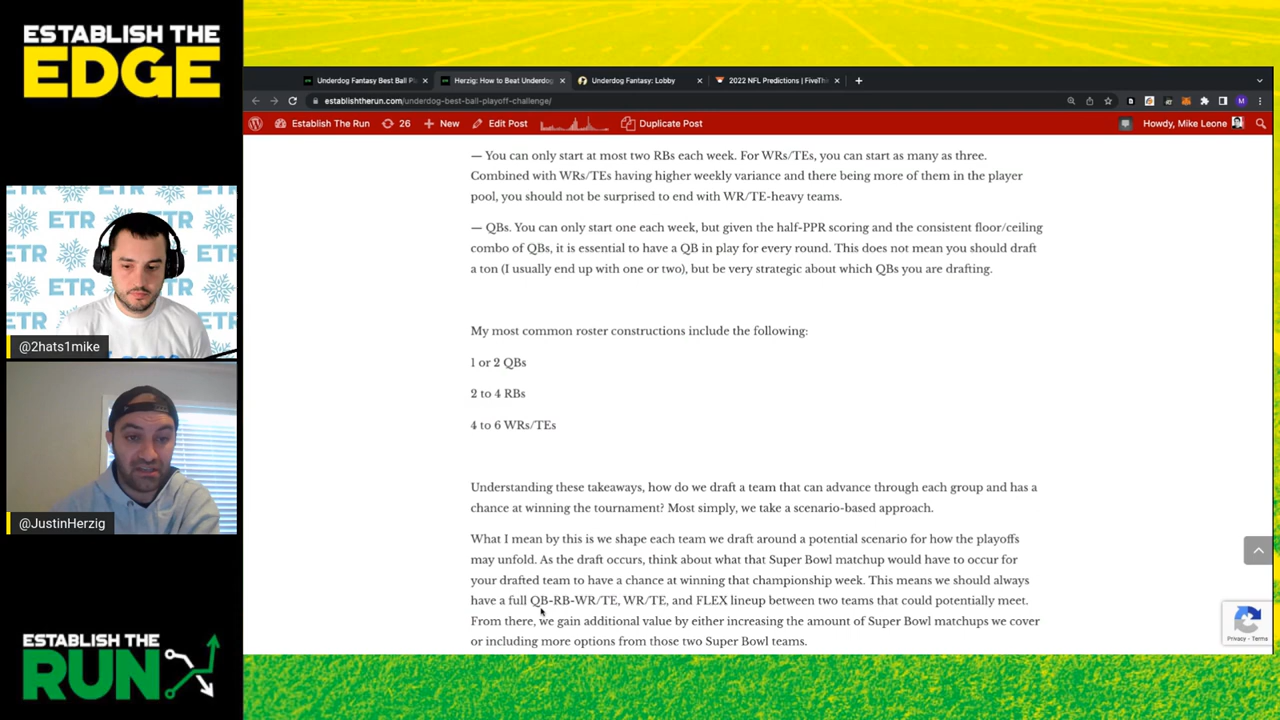 ESTABLISH THE
EDGE
ETR
@2hats1mike
@JustinHerzig
ESTABLISH THE
RUN
Underdog Fantasy Best Ball Pl
Herzig: How to Beat Underdog
Underdog Fantasy: Lobby
2022 NFL Predictions | FiveThi
establishtherun.com/underdog-best-ball-playoff-challenge/
Establish The Run 26 New Edit Post Duplicate Post Howdy, Mike Leone
— You can only start at most two RBs each week. For WRs/TEs, you can start as many as three.
Combined with WRs/TEs having higher weekly variance and there being more of them in the player
pool, you should not be surprised to end with WR/TE-heavy teams.
— QBs. You can only start one each week, but given the half-PPR scoring and the consistent floor/ceiling
combo of QBs, it is essential to have a QB in play for every round. This does not mean you should draft
a ton (I usually end up with one or two), but be very strategic about which QBs you are drafting.
My most common roster constructions include the following:
1 or 2 QBs
2 to 4 RBs
4 to 6 WRs/TEs
Understanding these takeaways, how do we draft a team that can advance through each group and has a
chance at winning the tournament? Most simply, we take a scenario-based approach.
What I mean by this is we shape each team we draft around a potential scenario for how the playoffs
may unfold. As the draft occurs, think about what that Super Bowl matchup would have to occur for
your drafted team to have a chance at winning that championship week. This means we should always
have a full QB-RB-WR/TE, WR/TE, and FLEX lineup between two teams that could potentially meet.
From there, we gain additional value by either increasing the amount of Super Bowl matchups we cover
or including more options from those two Super Bowl teams.
Privacy - Terms